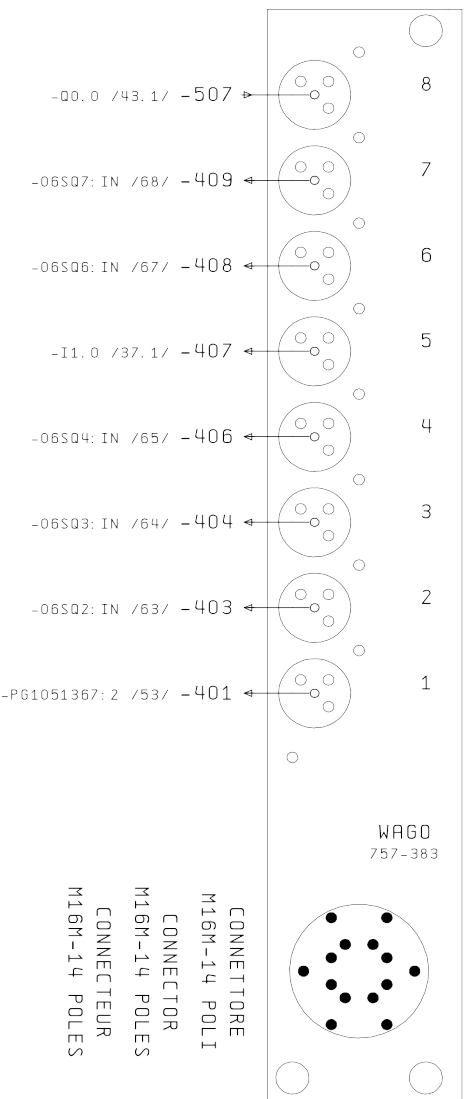 -Q0.0 /43.1/ -507 8
-06SQ7:IN /68/ -409 7
-06SQ6:IN /67/ -408 6
-I1.0 /37.1/ -407 5
-06SQ4:IN /65/ -406 4
-06SQ3:IN /64/ -404 3
-06SQ2:IN /63/ -403 2
-PG1051367:2 /53/ -401 1
WAGO
757-383
CONNETTORE
M16M-14 POLI
CONNECTOR
M16M-14 POLES
CONNECTEUR
M16M-14 POLES